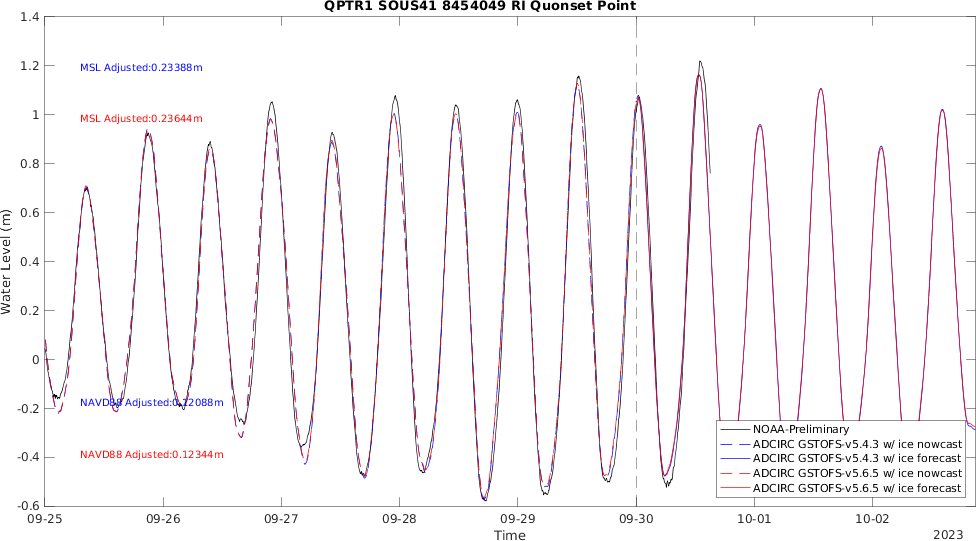 QPTR1 SOUS41 8454049 RI Quonset Point
1.4
1.2
1
0.8
0.6
0.4
0.2
0
-0.2
-0.4
-0.6
Water Level (m)
MSL Adjusted:0.23388m
MSL Adjusted:0.23644m
NAVD88 Adjusted:0.12088m
NAVD88 Adjusted:0.12344m
NOAA-Preliminary
ADCIRC GSTOFS-v5.4.3 w/ ice nowcast
ADCIRC GSTOFS-v5.4.3 w/ ice forecast
ADCIRC GSTOFS-v5.6.5 w/ ice nowcast
ADCIRC GSTOFS-v5.6.5 w/ ice forecast
09-25 09-26 09-27 09-28 09-29 09-30 10-01 10-02
Time
2023